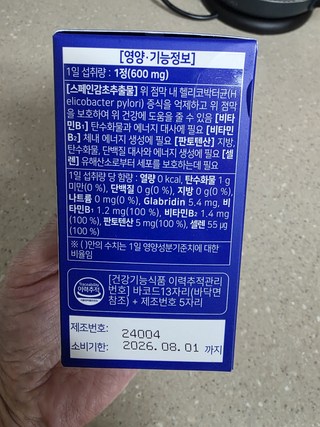 [영양·기능정보]
1일 섭취량 : 1정(600 mg)
[스페인감초추출물] 위 점막 내 헬리코박터균(H
elicobacter pylori) 증식을 억제하고 위 점막
을 보호하여 위 건강에 도움을 줄 수 있음 [비타
민B₁] 탄수화물과 에너지 대사에 필요 [비타
민B₂] 체내 에너지 생성에 필요 [판토텐산] 지방,
탄수화물, 단백질 대사와 에너지 생성에 필요 [셀
렌] 유해산소로부터 세포를 보호하는데 필요
1일 섭취량 당 함량 : 열량 0 kcal, 탄수화물 1 g
미만(0 %), 단백질 0 g(0 %), 지방 0 g(0 %),
나트륨 0 mg(0 %), Glabridin 5.4 mg, 비
타민B₁ 1.2 mg(100 %), 비타민B₂ 1.4 mg
(100 %), 판토텐산 5 mg(100 %), 셀렌 55 μg
(100 %)
※ ( )안의 수치는 1일 영양성분기준치에 대한
비율임
이력추적
[건강기능식품 이력추적관리
번호] 바코드13자리(바닥면
참조) + 제조번호 5자리
제조번호: 24004
소비기한: 2026. 08. 01 까지